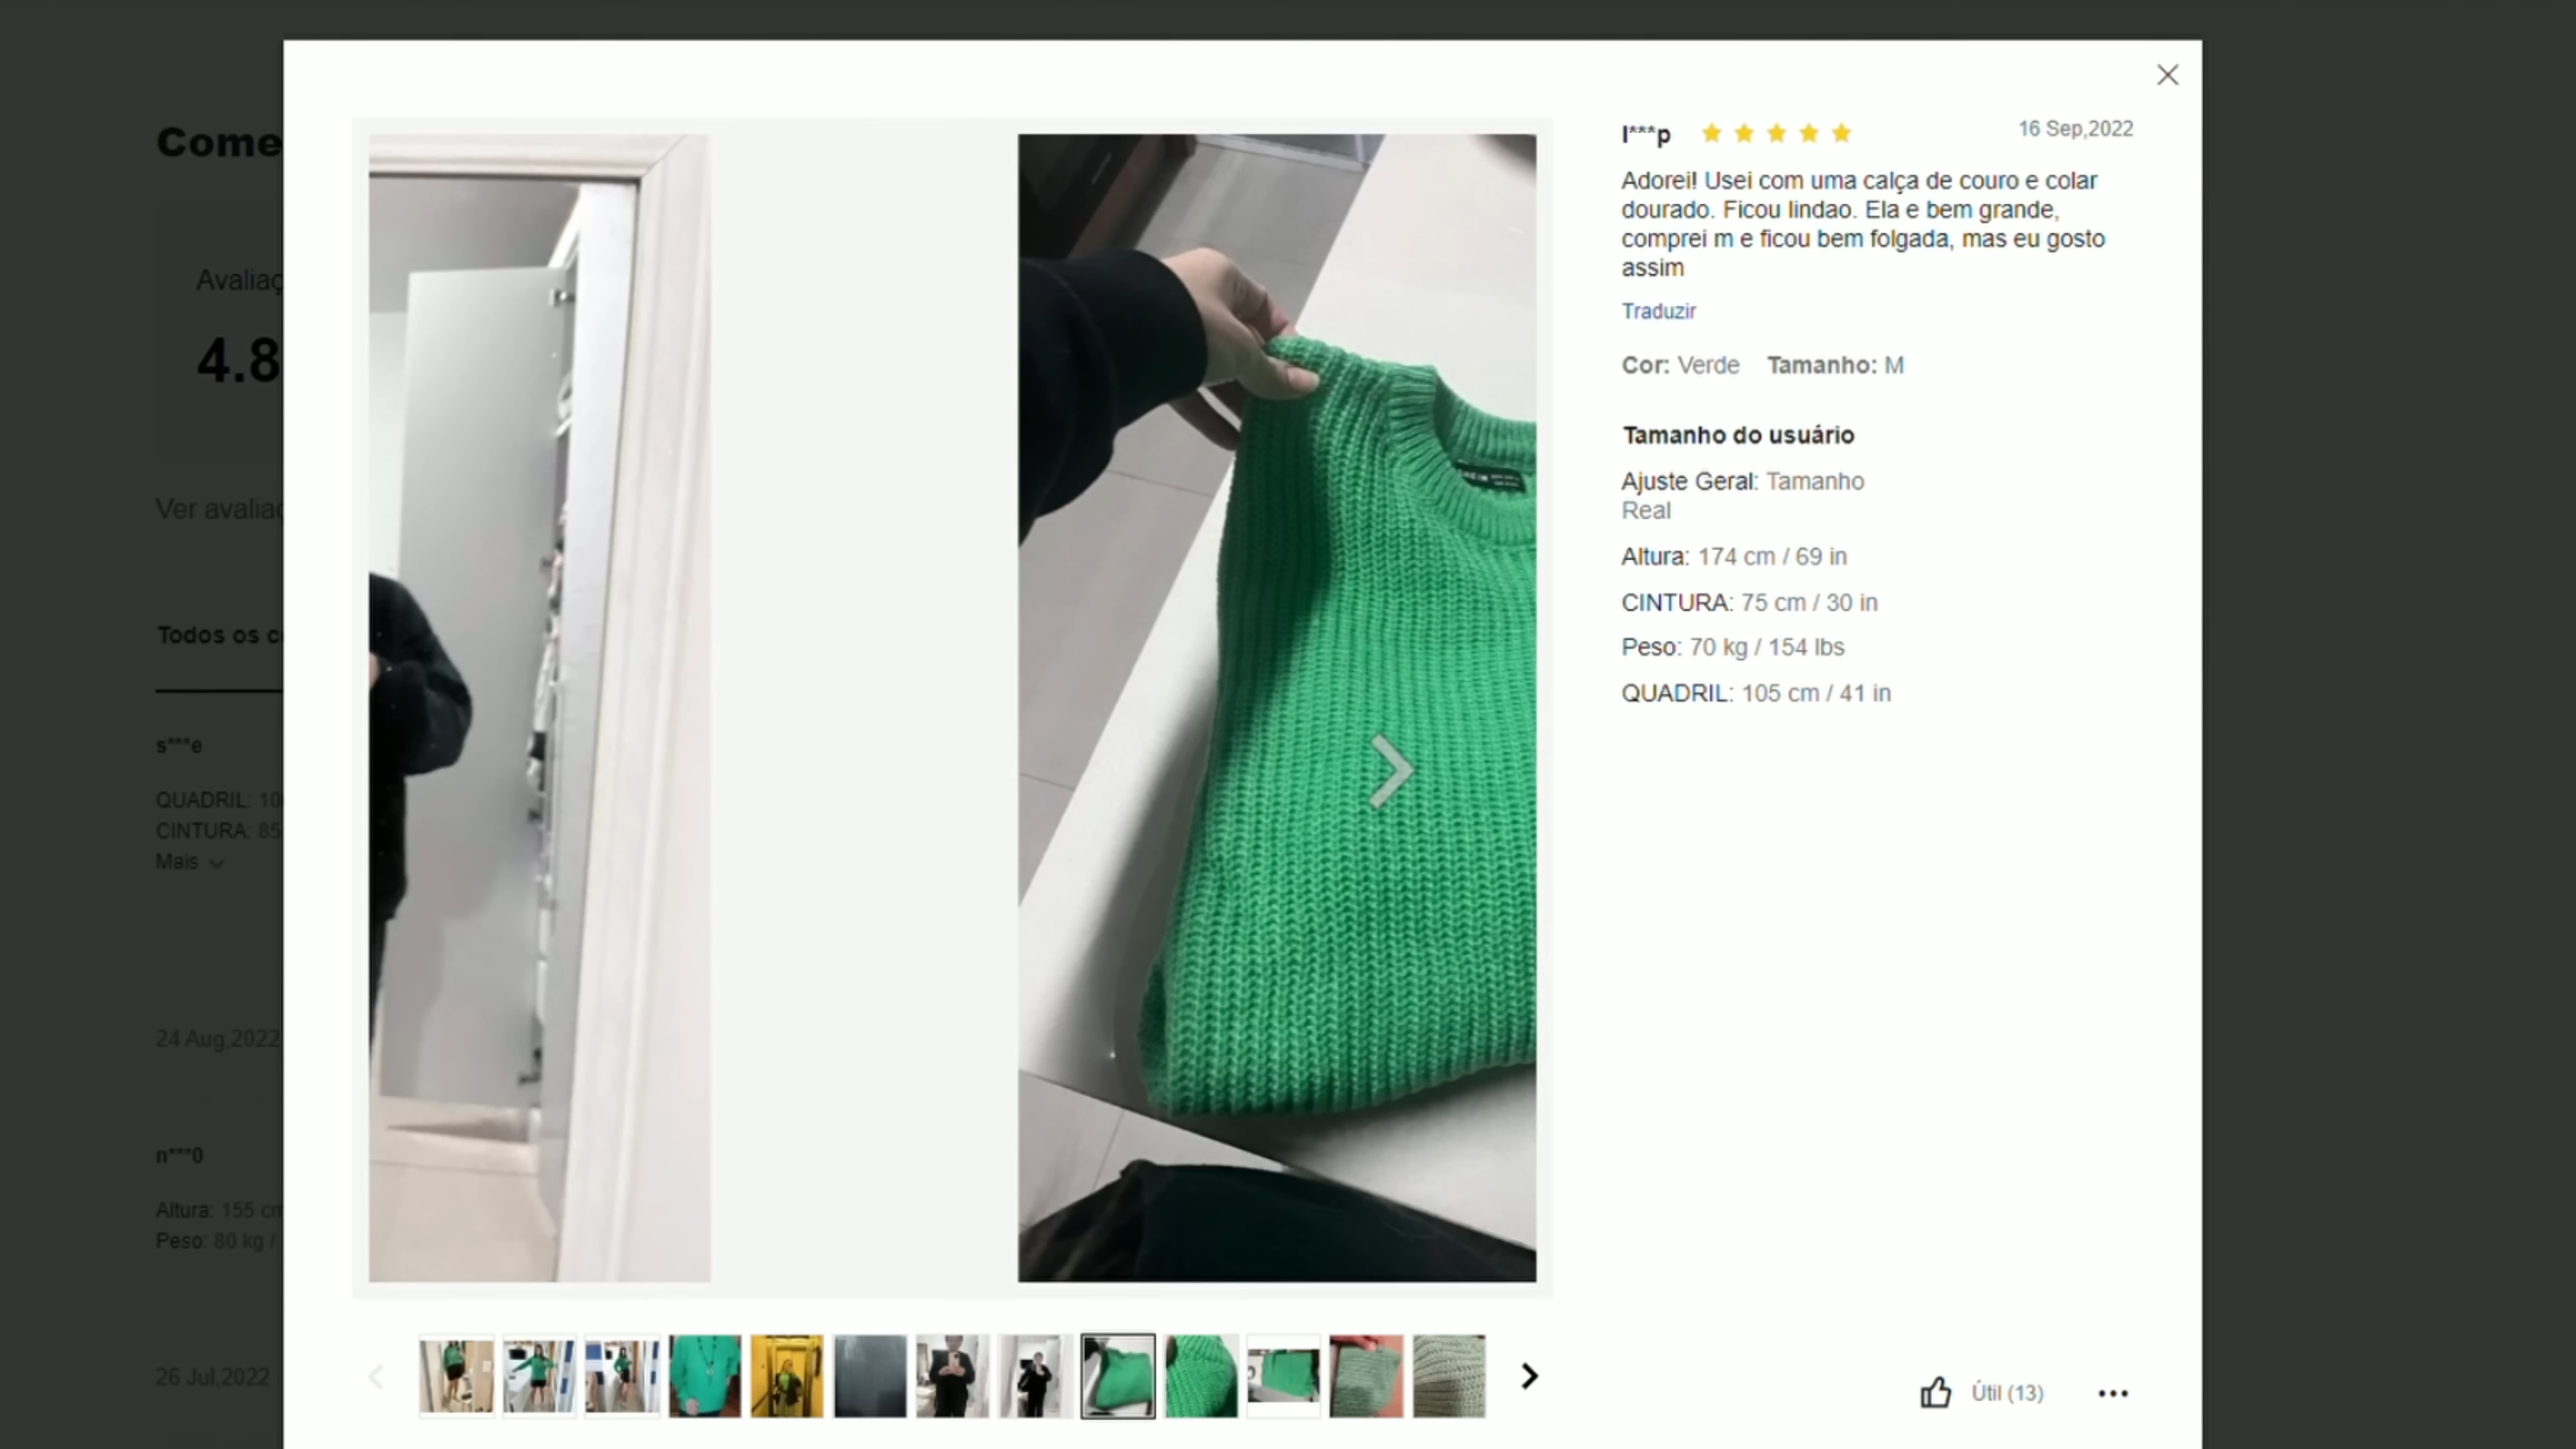 Come
Avaliaç
4.8
Ver avaliaç
Todos os c
s***e
QUADRIL: 10
CINTURA: 85
Mais
24 Aug,2022
n***0
Altura: 155 cm
Peso: 80 kg /
26 Jul,2022
l***p
16 Sep,2022
Adorei! Usei com uma calça de couro e colar
dourado. Ficou lindao. Ela e bem grande,
comprei m e ficou bem folgada, mas eu gosto
assim
Traduzir
Cor: Verde Tamanho: M
Tamanho do usuário
Ajuste Geral: Tamanho
Real
Altura: 174 cm / 69 in
CINTURA: 75 cm / 30 in
Peso: 70 kg / 154 lbs
QUADRIL: 105 cm / 41 in
Útil (13)